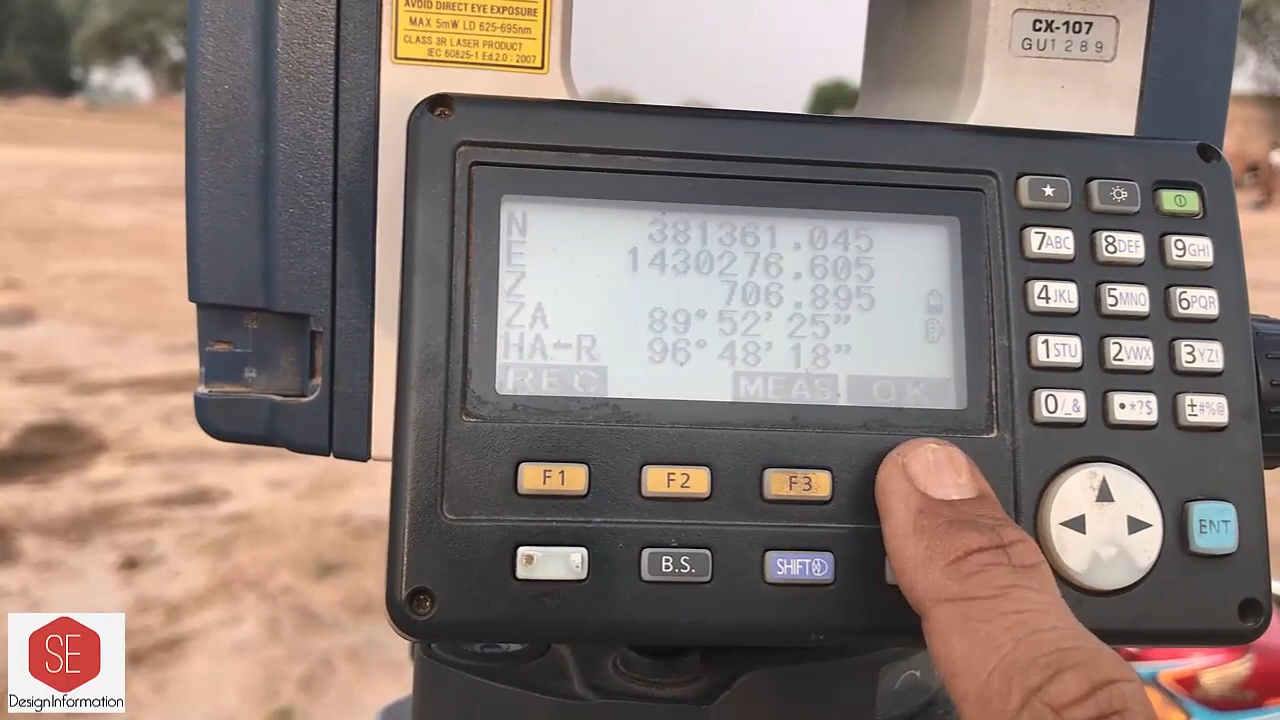 AVOID DIRECT EYE EXPOSURE
MAX 5mW LD 625-695nm
CLASS 3R LASER PRODUCT
IEC 60825-1 Ed.2.0 : 2007
CX-107
GU1289
N 381361.045
E 1430276.605
Z 706.895
ZA 89°52'25"
HA-R 96°48'18"
REC MEAS OK
7ABC 8DEF 9GHI
4JKL 5MNO 6PQR
1STU 2VWX 3YZ!
0/_& •*?$ ±#%@
F1 F2 F3
ENT
B.S. SHIFT
SE
DesignInformation